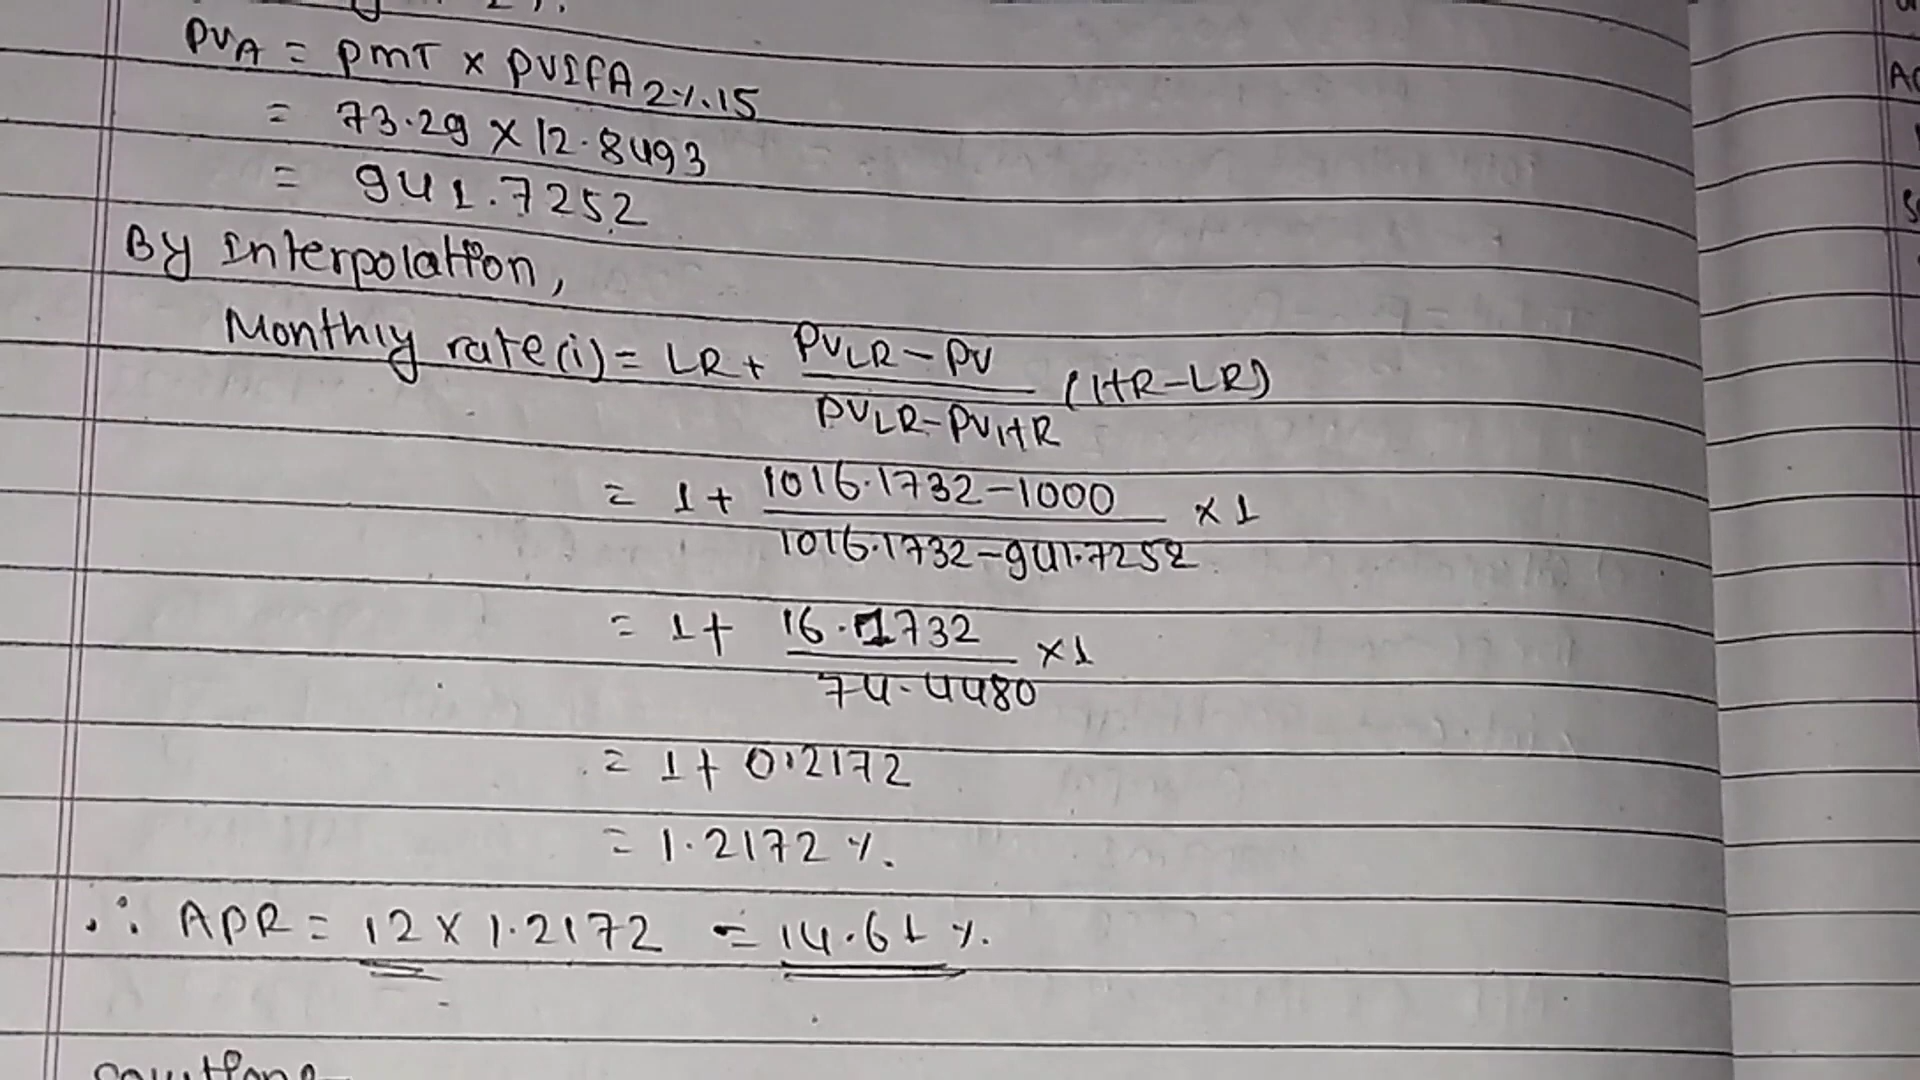 PVA = PMT × PVIFA 2%.15
= 73.29 × 12.8493
= 941.7252
By Interpolation,
Monthly rate(i) = LR + PVLR - PV / PVLR - PVHR (HR-LR)
= 1 + 1016.1732 - 1000 / 1016.1732 - 941.7252 × 1
= 1 + 16.1732 / 74.4480 × 1
= 1 + 0.2172
= 1.2172 %.
∴ APR = 12 × 1.2172 = 14.61 %.